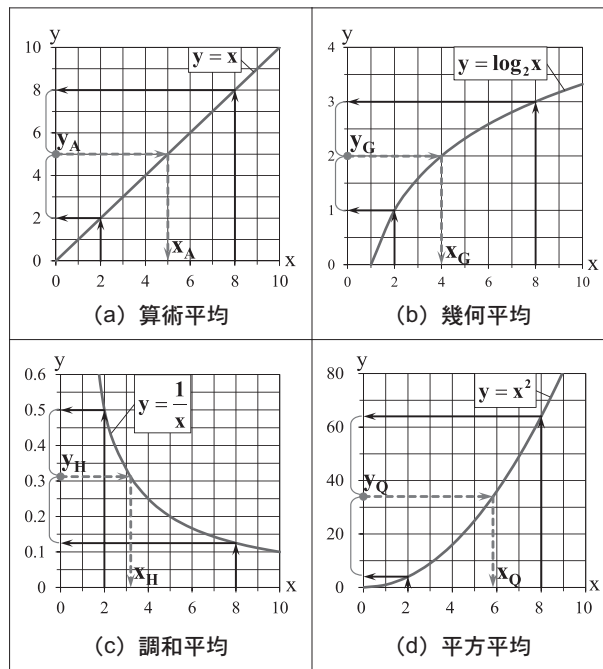 y
10
8
6
4
2
0
y = x
y_A
x_A
0 2 4 6 8 10
x
(a) 算術平均
y
4
3
2
1
0
y = log₂x
y_G
x_G
0 2 4 6 8 10
x
(b) 幾何平均
y
0.6
0.5
0.4
0.3
0.2
0.1
0
y = 1/x
y_H
x_H
0 2 4 6 8 10
x
(c) 調和平均
y
80
60
40
20
0
y = x²
y_Q
x_Q
0 2 4 6 8 10
x
(d) 平方平均